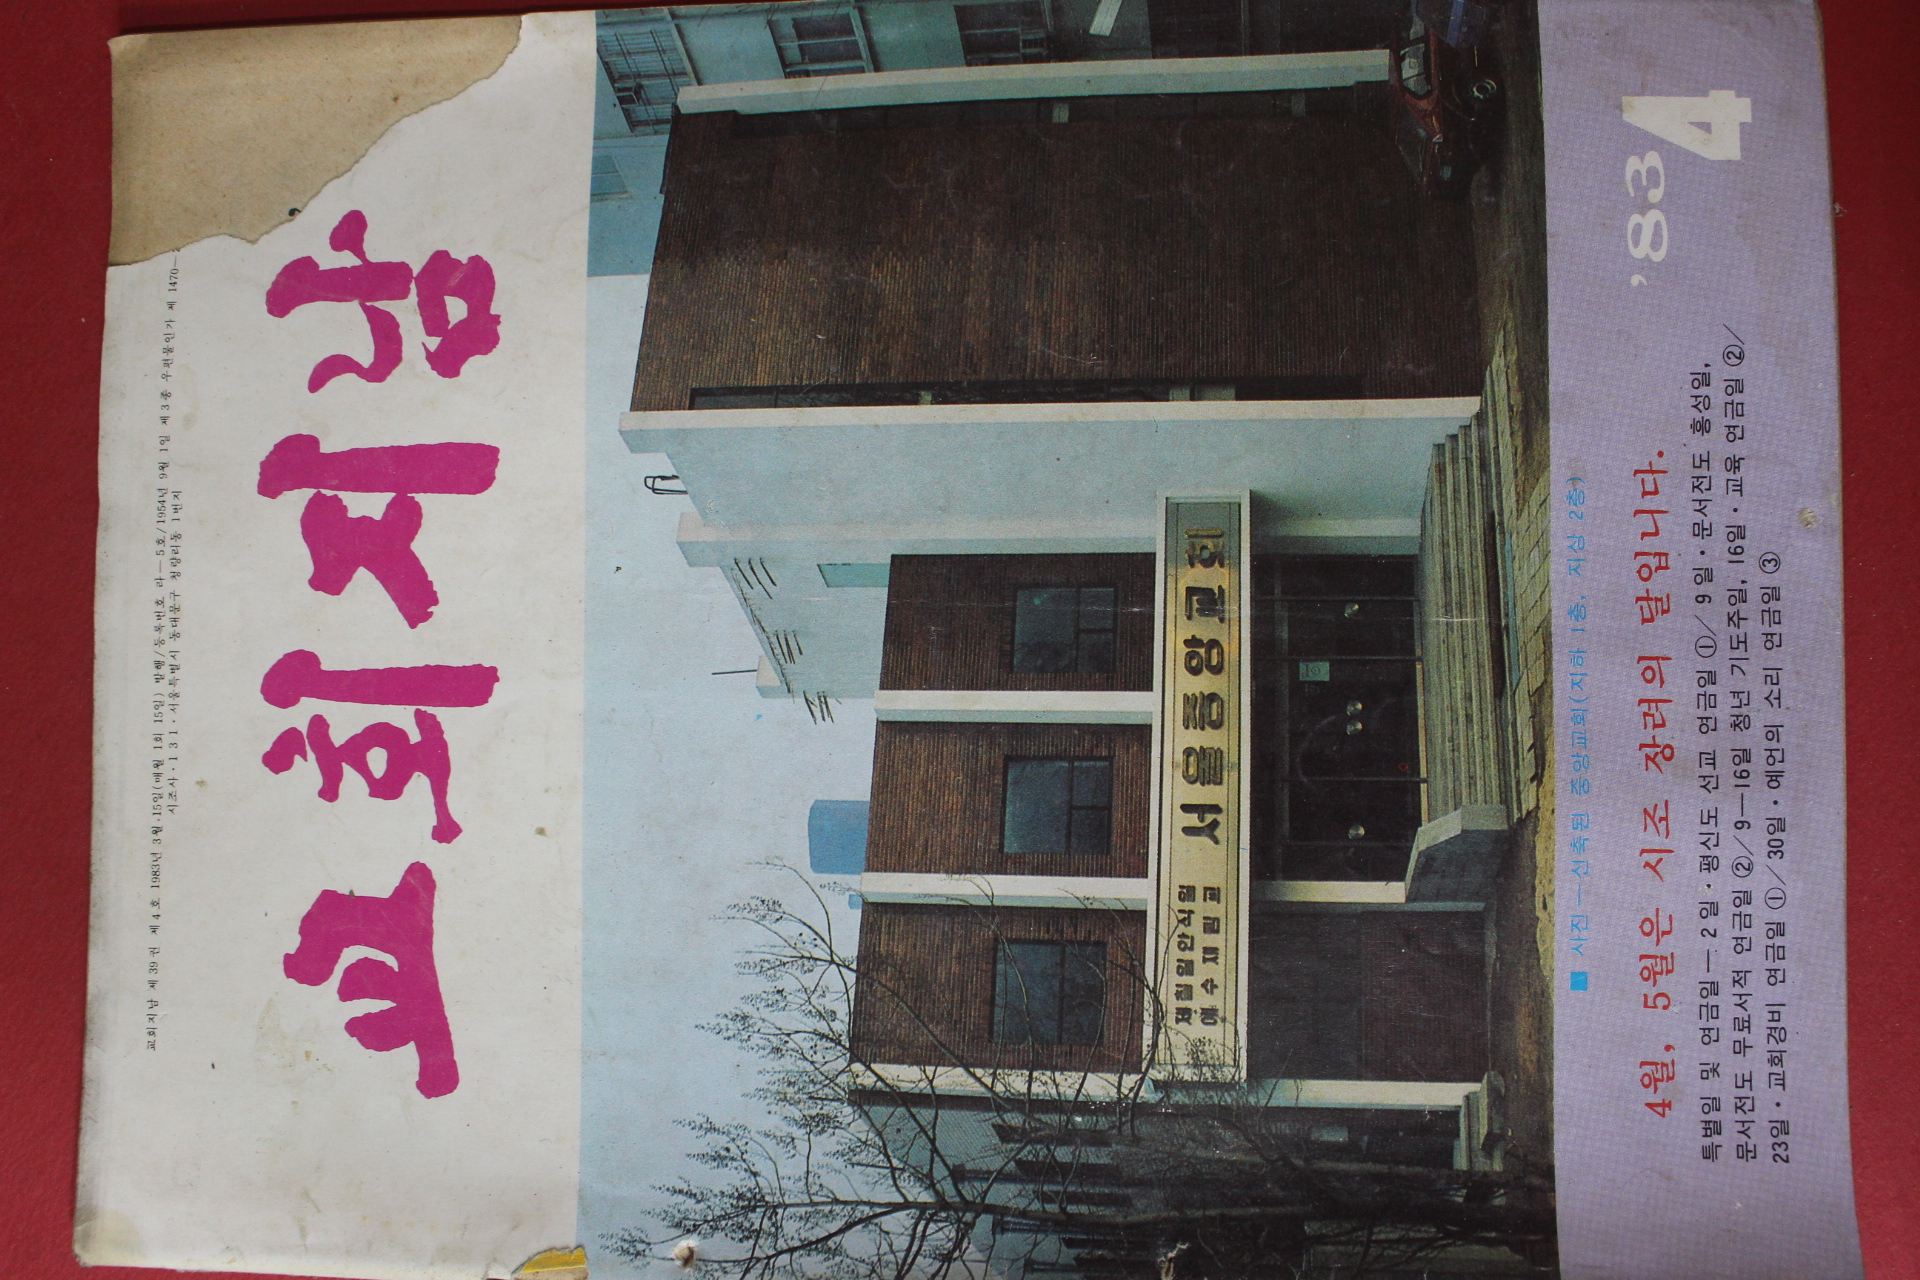 교회지남 제 39 권 제 4 호 1983년 3월·15일(매월 1회 15일) 발행/등록번호 라—5호/1954년 9월 1일 제3종 우편물인가 제 1470—
시조사·1 3 1·서울특별시 동대문구 청량리동 1번지
교회지남
제칠일안식일
예수재림교
서울중앙교회
■ 사진—신축된 중앙교회(지하 1층, 지상 2층)
'83
4
4월, 5월은 시조 장려의 달입니다.
특별일 및 연금일— 2일·평신도 선교 연금일 ①/ 9일·문서전도 흥성일,
문서전도 무료서적 연금일 ②/9—16일 청년 기도주일, 16일·교육 연금일 ②/
23일·교회경비 연금일 ①/30일·예언의 소리 연금일 ③